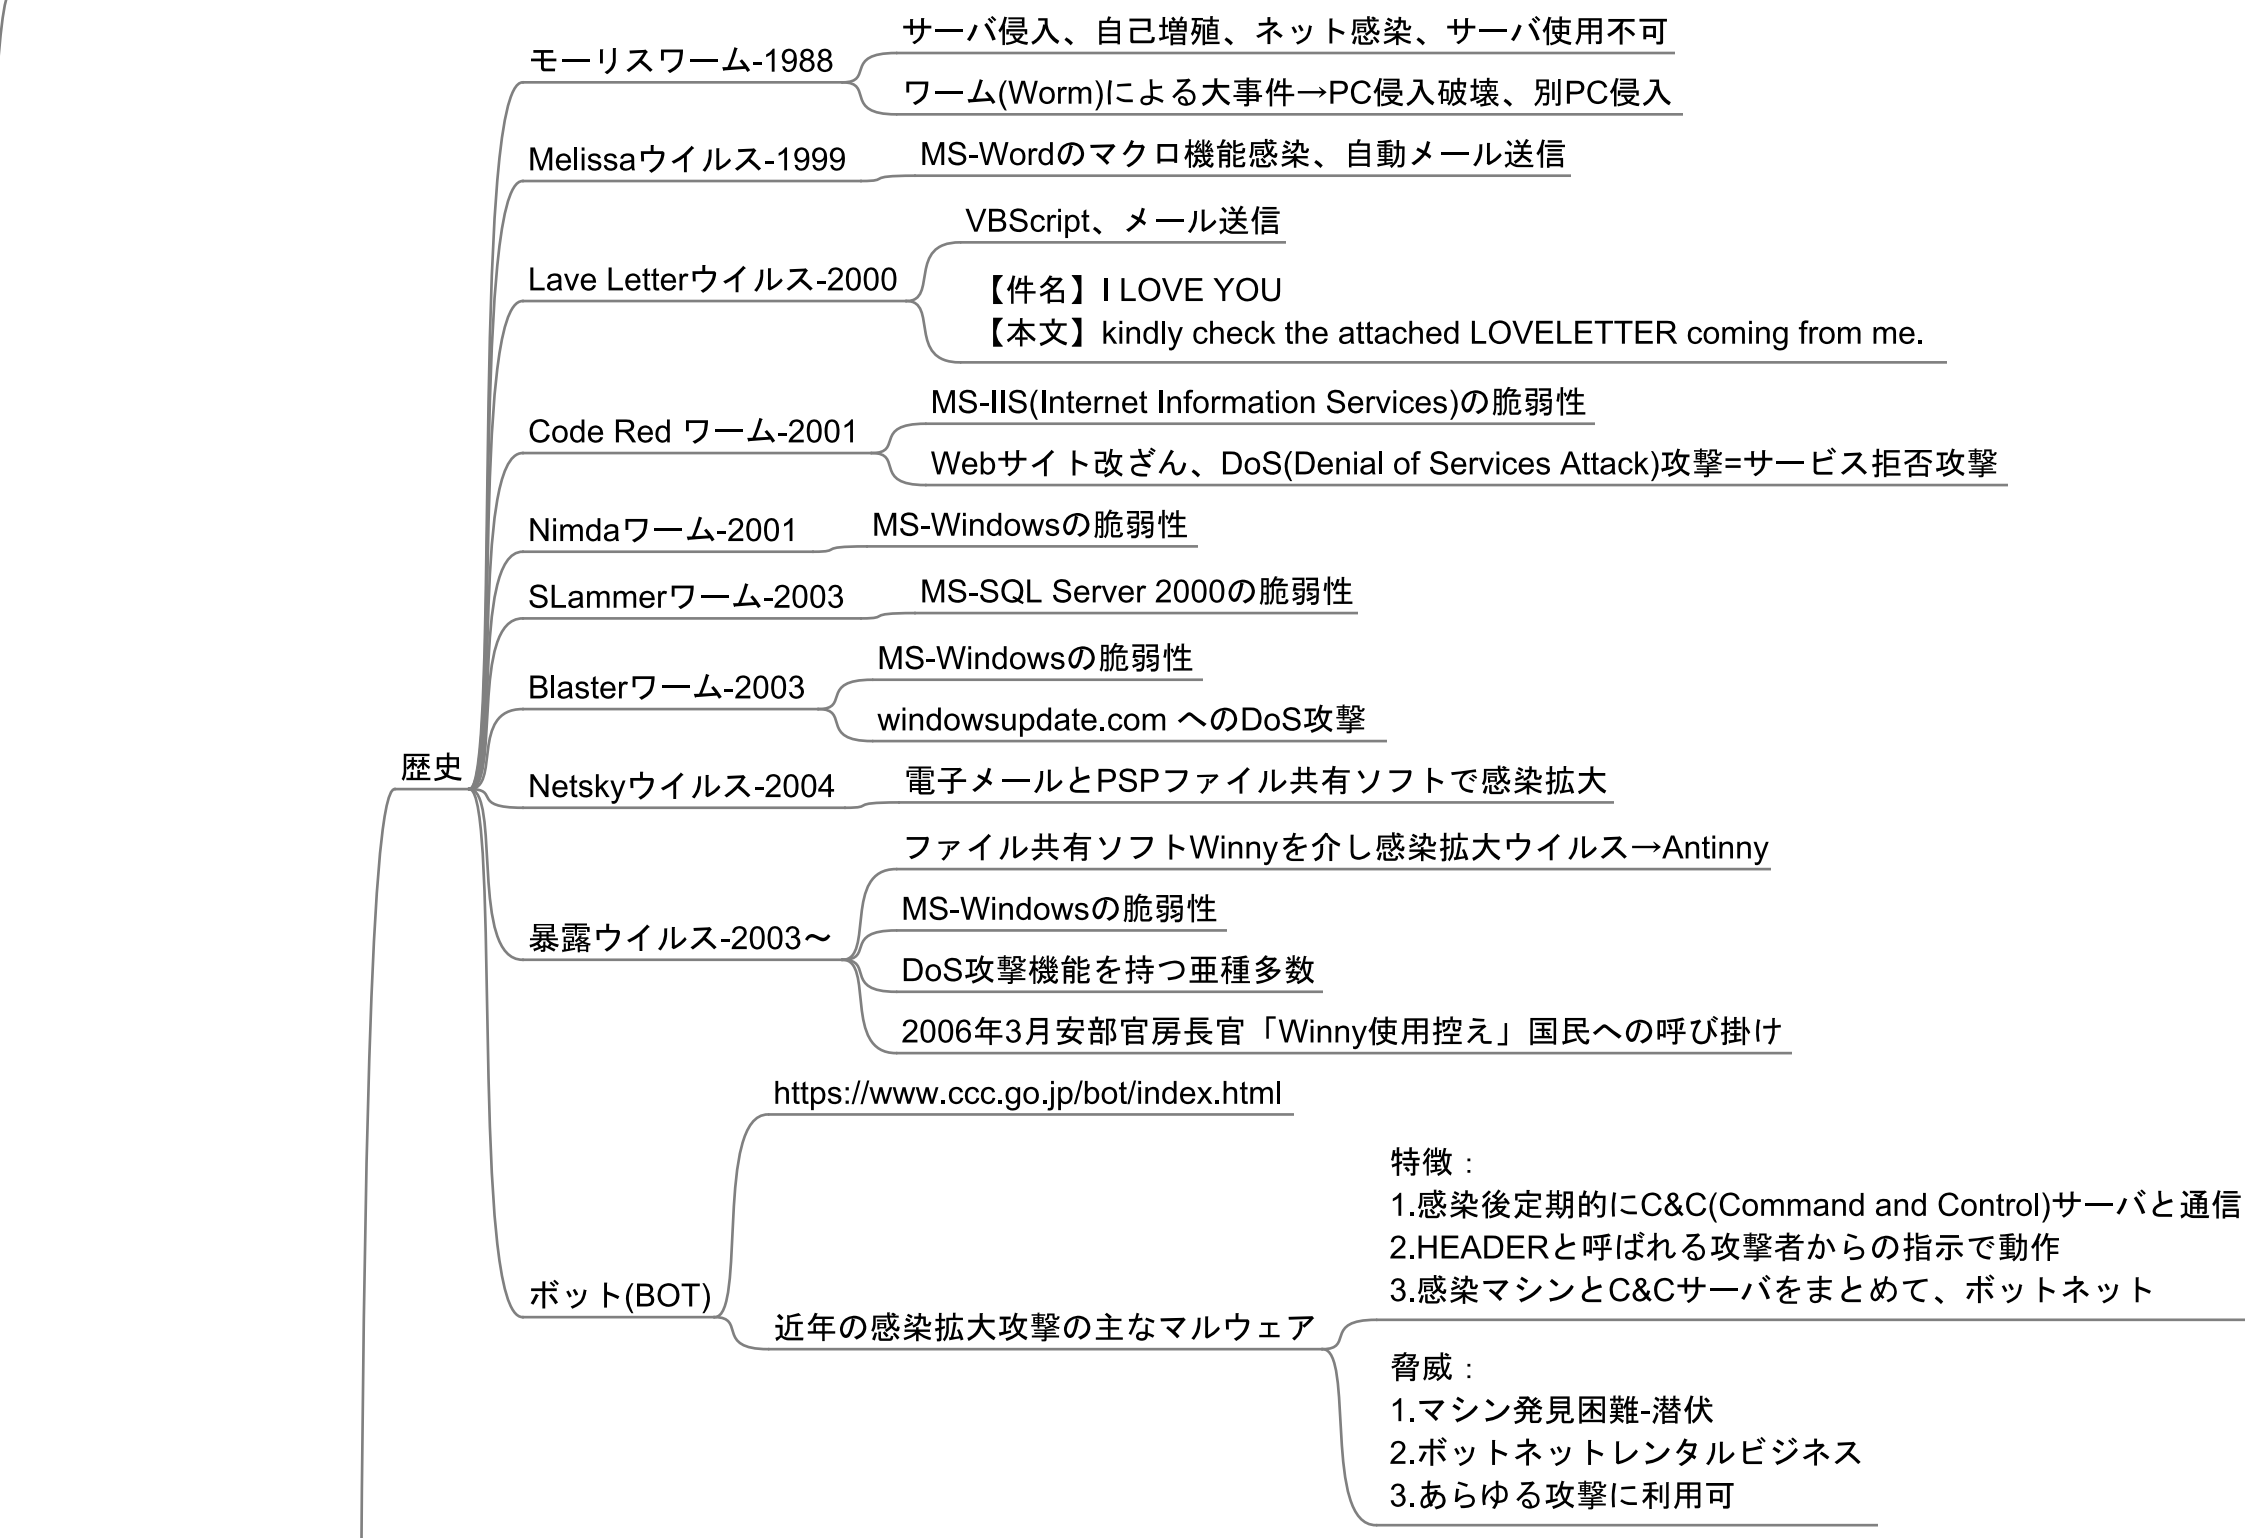 歴史
モーリスワーム-1988
サーバ侵入、自己増殖、ネット感染、サーバ使用不可
ワーム(Worm)による大事件→PC侵入破壊、別PC侵入
Melissaウイルス-1999
MS-Wordのマクロ機能感染、自動メール送信
Lave Letterウイルス-2000
VBScript、メール送信
【件名】I LOVE YOU
【本文】kindly check the attached LOVELETTER coming from me.
Code Red ワーム-2001
MS-IIS(Internet Information Services)の脆弱性
Webサイト改ざん、DoS(Denial of Services Attack)攻撃=サービス拒否攻撃
Nimdaワーム-2001
MS-Windowsの脆弱性
SLammerワーム-2003
MS-SQL Server 2000の脆弱性
Blasterワーム-2003
MS-Windowsの脆弱性
windowsupdate.com へのDoS攻撃
Netskyウイルス-2004
電子メールとPSPファイル共有ソフトで感染拡大
暴露ウイルス-2003～
ファイル共有ソフトWinnyを介し感染拡大ウイルス→Antinny
MS-Windowsの脆弱性
DoS攻撃機能を持つ亜種多数
2006年3月安部官房長官「Winny使用控え」国民への呼び掛け
ボット(BOT)
https://www.ccc.go.jp/bot/index.html
近年の感染拡大攻撃の主なマルウェア
特徴：
1.感染後定期的にC&C(Command and Control)サーバと通信
2.HEADERと呼ばれる攻撃者からの指示で動作
3.感染マシンとC&Cサーバをまとめて、ボットネット
脅威：
1.マシン発見困難-潜伏
2.ボットネットレンタルビジネス
3.あらゆる攻撃に利用可